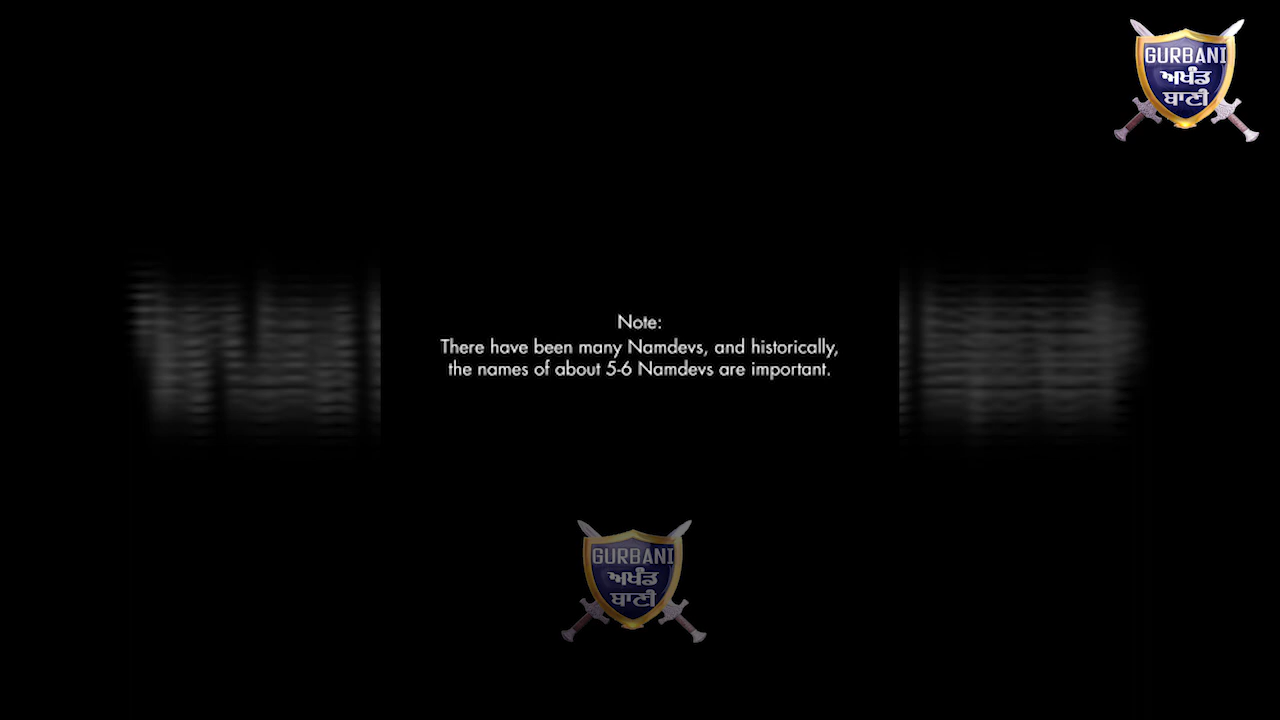 GURBANI
ਅਖੰਡ
ਬਾਣੀ
Note:
There have been many Namdevs, and historically,
the names of about 5-6 Namdevs are important.
GURBANI
ਅਖੰਡ
ਬਾਣੀ